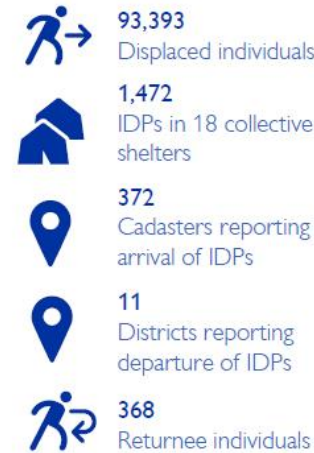 93,393
Displaced individuals
1,472
IDPs in 18 collective
shelters
372
Cadasters reporting
arrival of IDPs
11
Districts reporting
departure of IDPs
368
Returnee individuals